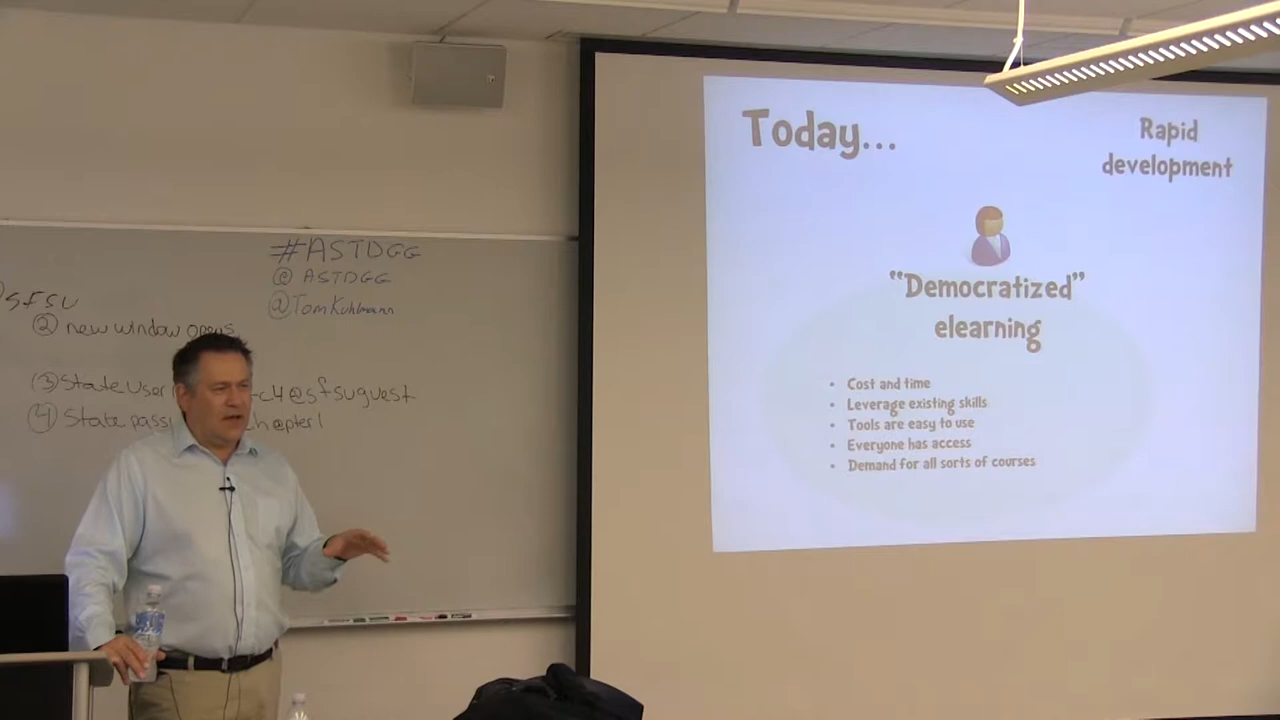 #ASTDGG
@ASTDGG
@TomKuhlmann
SFSU
② new window opens
③ State User c4@sfsuguest
④ State pass hapter1
Today...
Rapid
development
“Democratized”
elearning
• Cost and time
• Leverage existing skills
• Tools are easy to use
• Everyone has access
• Demand for all sorts of courses